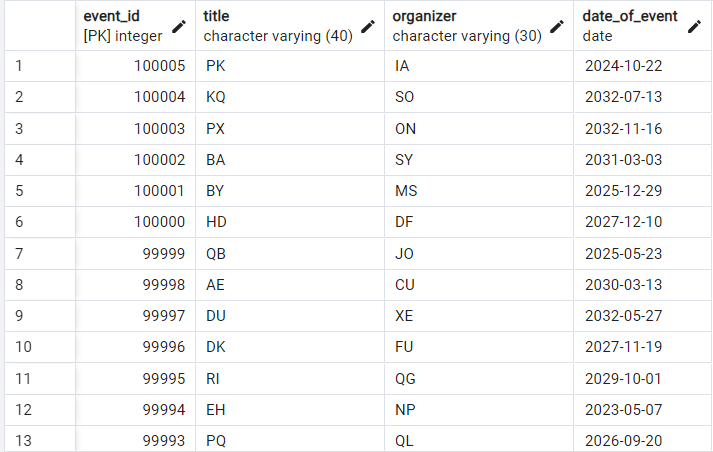 event_id title organizer date_of_event
[PK] integer character varying (40) character varying (30) date
1 100005 PK IA 2024-10-22
2 100004 KQ SO 2032-07-13
3 100003 PX ON 2032-11-16
4 100002 BA SY 2031-03-03
5 100001 BY MS 2025-12-29
6 100000 HD DF 2027-12-10
7 99999 QB JO 2025-05-23
8 99998 AE CU 2030-03-13
9 99997 DU XE 2032-05-27
10 99996 DK FU 2027-11-19
11 99995 RI QG 2029-10-01
12 99994 EH NP 2023-05-07
13 99993 PQ QL 2026-09-20